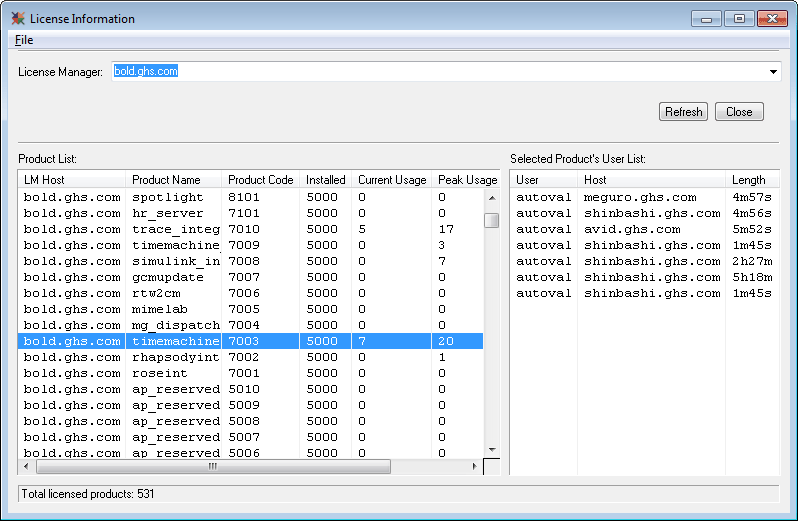 License Information
File
License Manager: bold.ghs.com
Refresh Close
Product List:
LM Host Product Name Product Code Installed Current Usage Peak Usage
bold.ghs.com spotlight 8101 5000 0 0
bold.ghs.com hr_server 7101 5000 0 0
bold.ghs.com trace_integ 7010 5000 5 17
bold.ghs.com timemachine_ 7009 5000 0 3
bold.ghs.com simulink_in 7008 5000 0 7
bold.ghs.com gcmupdate 7007 5000 0 0
bold.ghs.com rtw2cm 7006 5000 0 0
bold.ghs.com mimelab 7005 5000 0 0
bold.ghs.com mg_dispatch 7004 5000 0 0
bold.ghs.com timemachine 7003 5000 7 20
bold.ghs.com rhapsodyint 7002 5000 0 1
bold.ghs.com roseint 7001 5000 0 0
bold.ghs.com ap_reserved 5010 5000 0 0
bold.ghs.com ap_reserved 5009 5000 0 0
bold.ghs.com ap_reserved 5008 5000 0 0
bold.ghs.com ap_reserved 5007 5000 0 0
bold.ghs.com ap_reserved 5006 5000 0 0
Selected Product's User List:
User Host Length
autoval meguro.ghs.com 4m57s
autoval shinbashi.ghs.com 4m56s
autoval avid.ghs.com 5m52s
autoval shinbashi.ghs.com 1m45s
autoval shinbashi.ghs.com 2h27m
autoval shinbashi.ghs.com 5h18m
autoval shinbashi.ghs.com 1m45s
Total licensed products: 531